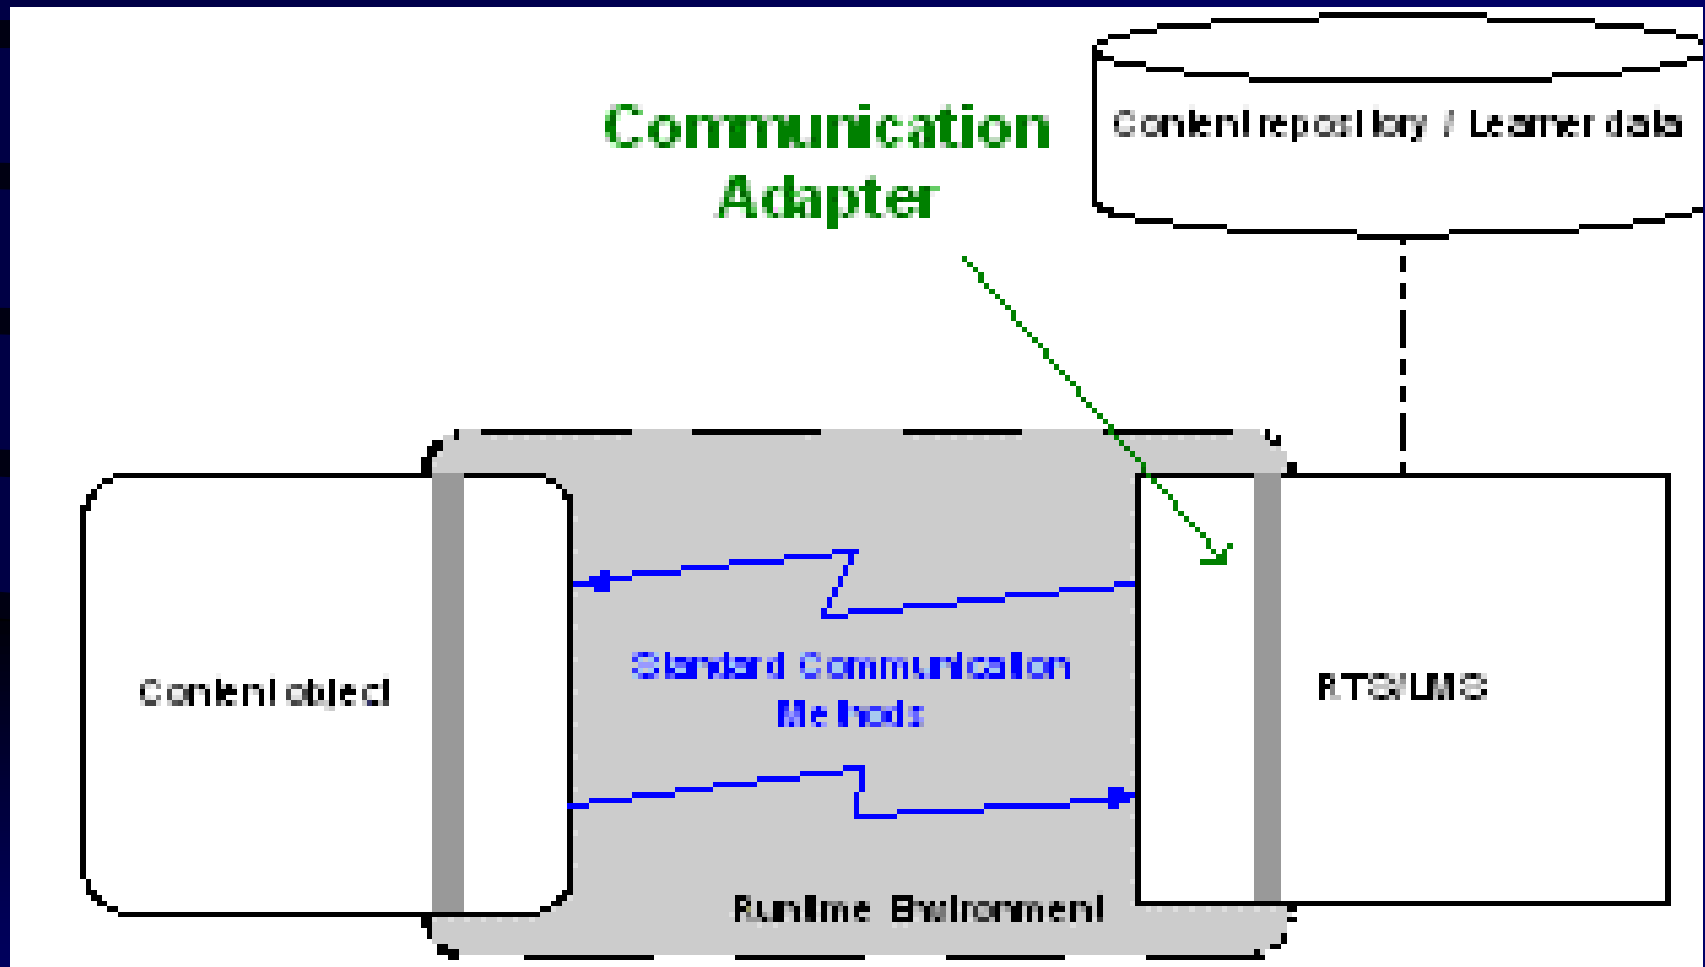 Communication
Adapter
Content repository / Learner data
Standard Communication
Methods
Content object
RTS/LMS
Runtime Environment